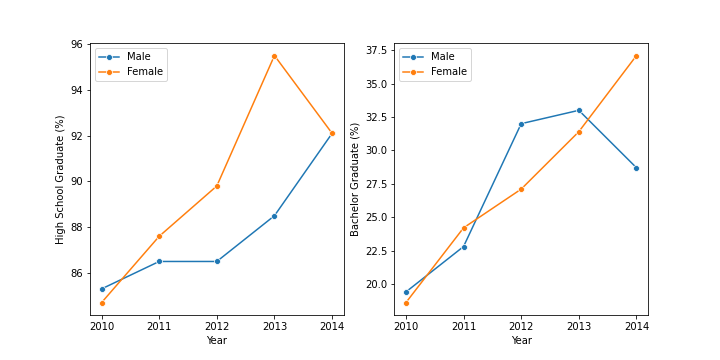 High School Graduate (%)
96
94
92
90
88
86
Male
Female
2010 2011 2012 2013 2014
Year
Bachelor Graduate (%)
37.5
35.0
32.5
30.0
27.5
25.0
22.5
20.0
Male
Female
2010 2011 2012 2013 2014
Year